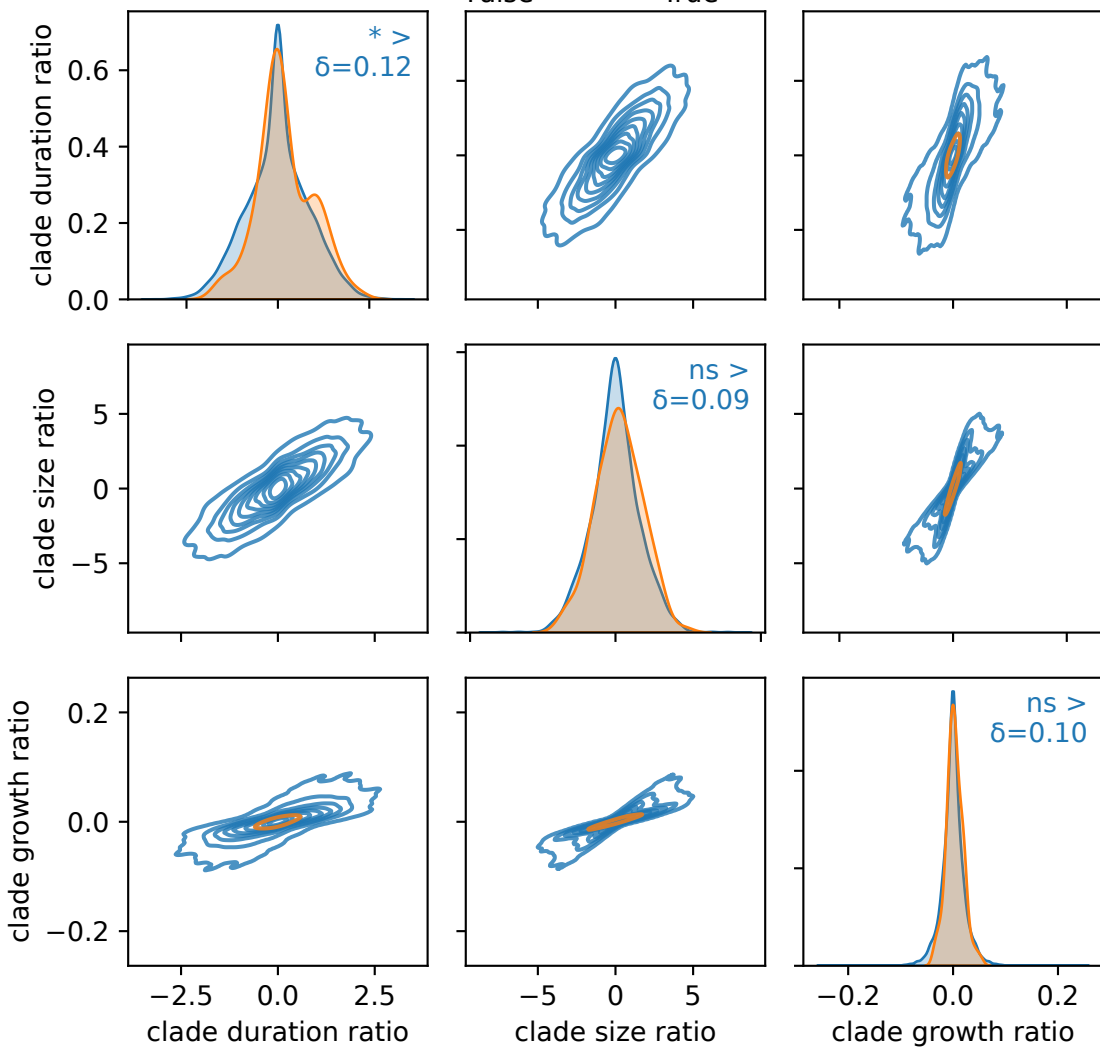 False True
clade duration ratio
0.6
0.4
0.2
0.0
* >
δ=0.12
clade size ratio
5
0
−5
ns >
δ=0.09
clade growth ratio
0.2
0.0
−0.2
ns >
δ=0.10
−2.5 0.0 2.5
−5 0 5
−0.2 0.0 0.2
clade duration ratio
clade size ratio
clade growth ratio